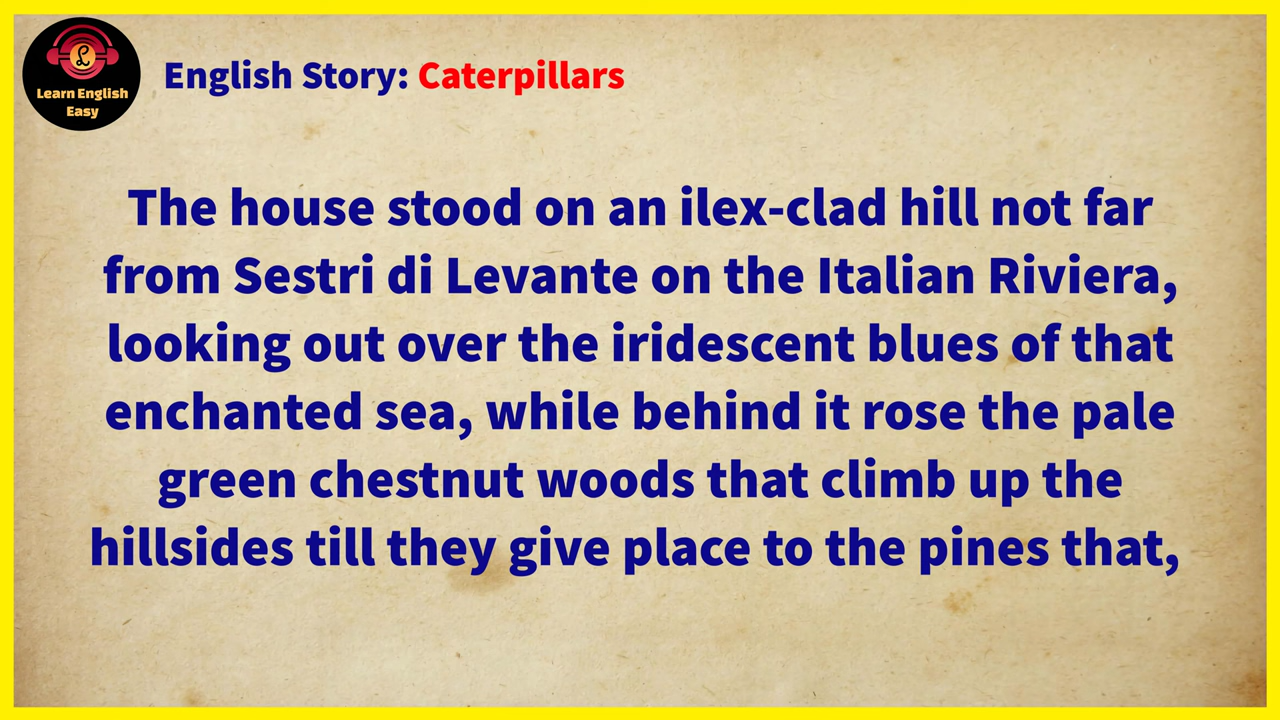 Learn English
Easy
English Story: Caterpillars
The house stood on an ilex-clad hill not far
from Sestri di Levante on the Italian Riviera,
looking out over the iridescent blues of that
enchanted sea, while behind it rose the pale
green chestnut woods that climb up the
hillsides till they give place to the pines that,